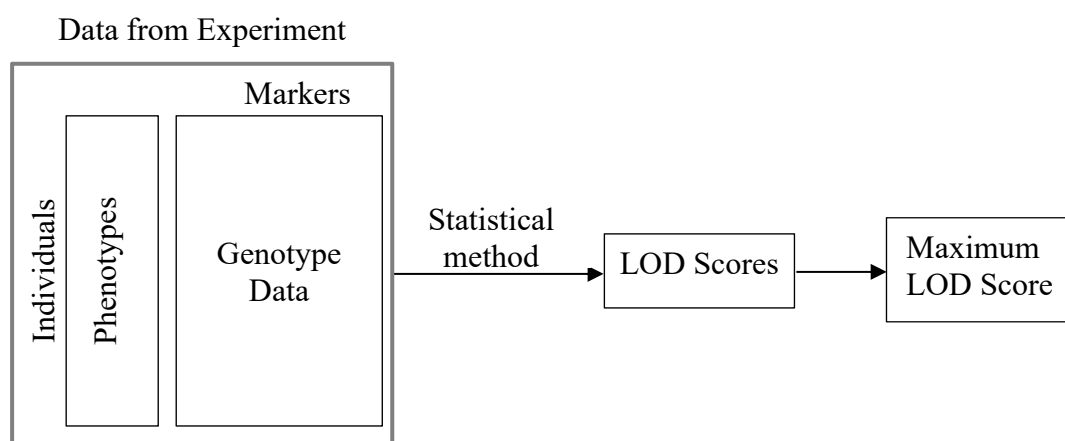 Data from Experiment
Markers
Individuals
Phenotypes
Genotype
Data
Statistical
method
LOD Scores
Maximum
LOD Score